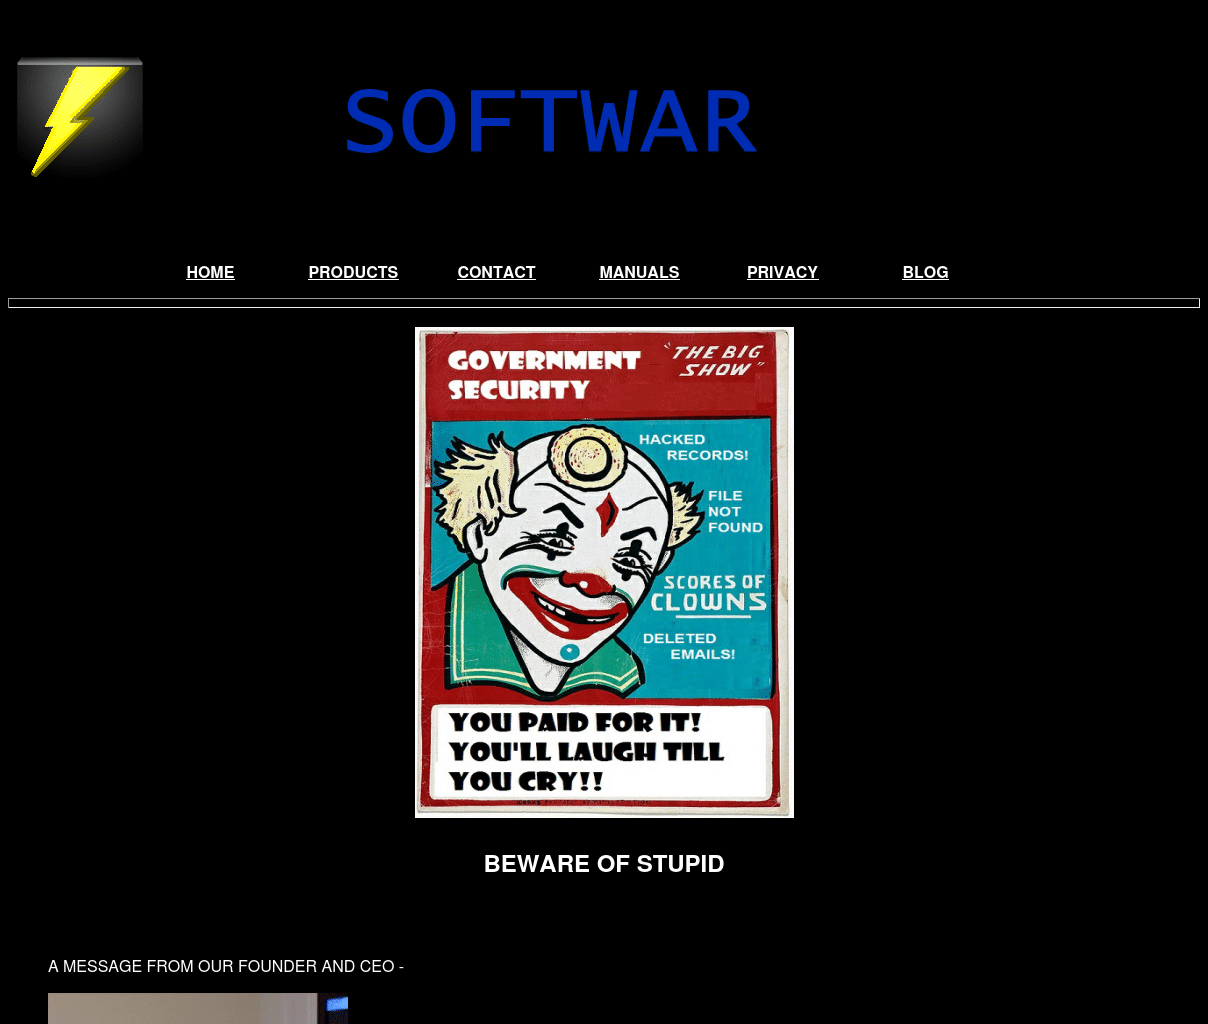 SOFTWAR
HOME PRODUCTS CONTACT MANUALS PRIVACY BLOG
GOVERNMENT
SECURITY
"THE BIG
SHOW"
HACKED
RECORDS!
FILE
NOT
FOUND
SCORES OF
CLOWNS
DELETED
EMAILS!
YOU PAID FOR IT!
YOU'LL LAUGH TILL
YOU CRY!!
BEWARE OF STUPID
A MESSAGE FROM OUR FOUNDER AND CEO -